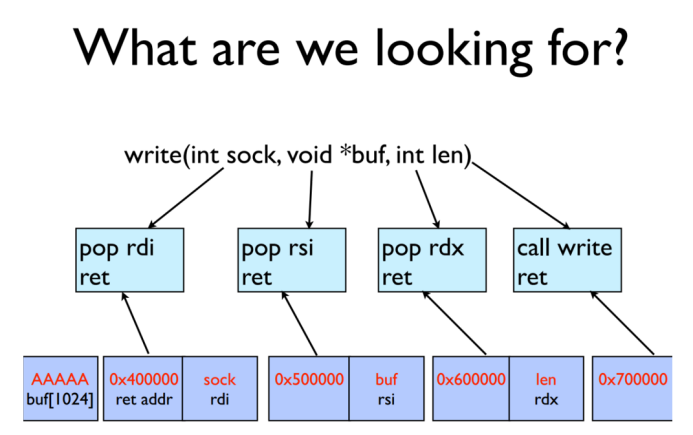 What are we looking for?
write(int sock, void *buf, int len)
pop rdi
ret
pop rsi
ret
pop rdx
ret
call write
ret
AAAAA
buf[1024]
0x400000
ret addr
sock
rdi
0x500000
buf
rsi
0x600000
len
rdx
0x700000